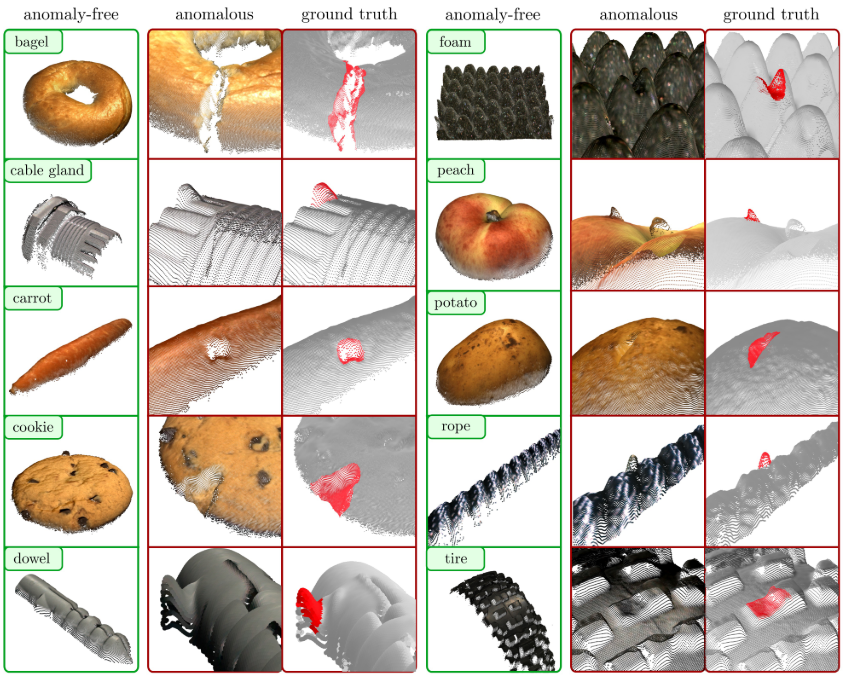 anomaly-free anomalous ground truth anomaly-free anomalous ground truth
bagel foam
cable gland peach
carrot potato
cookie rope
dowel tire